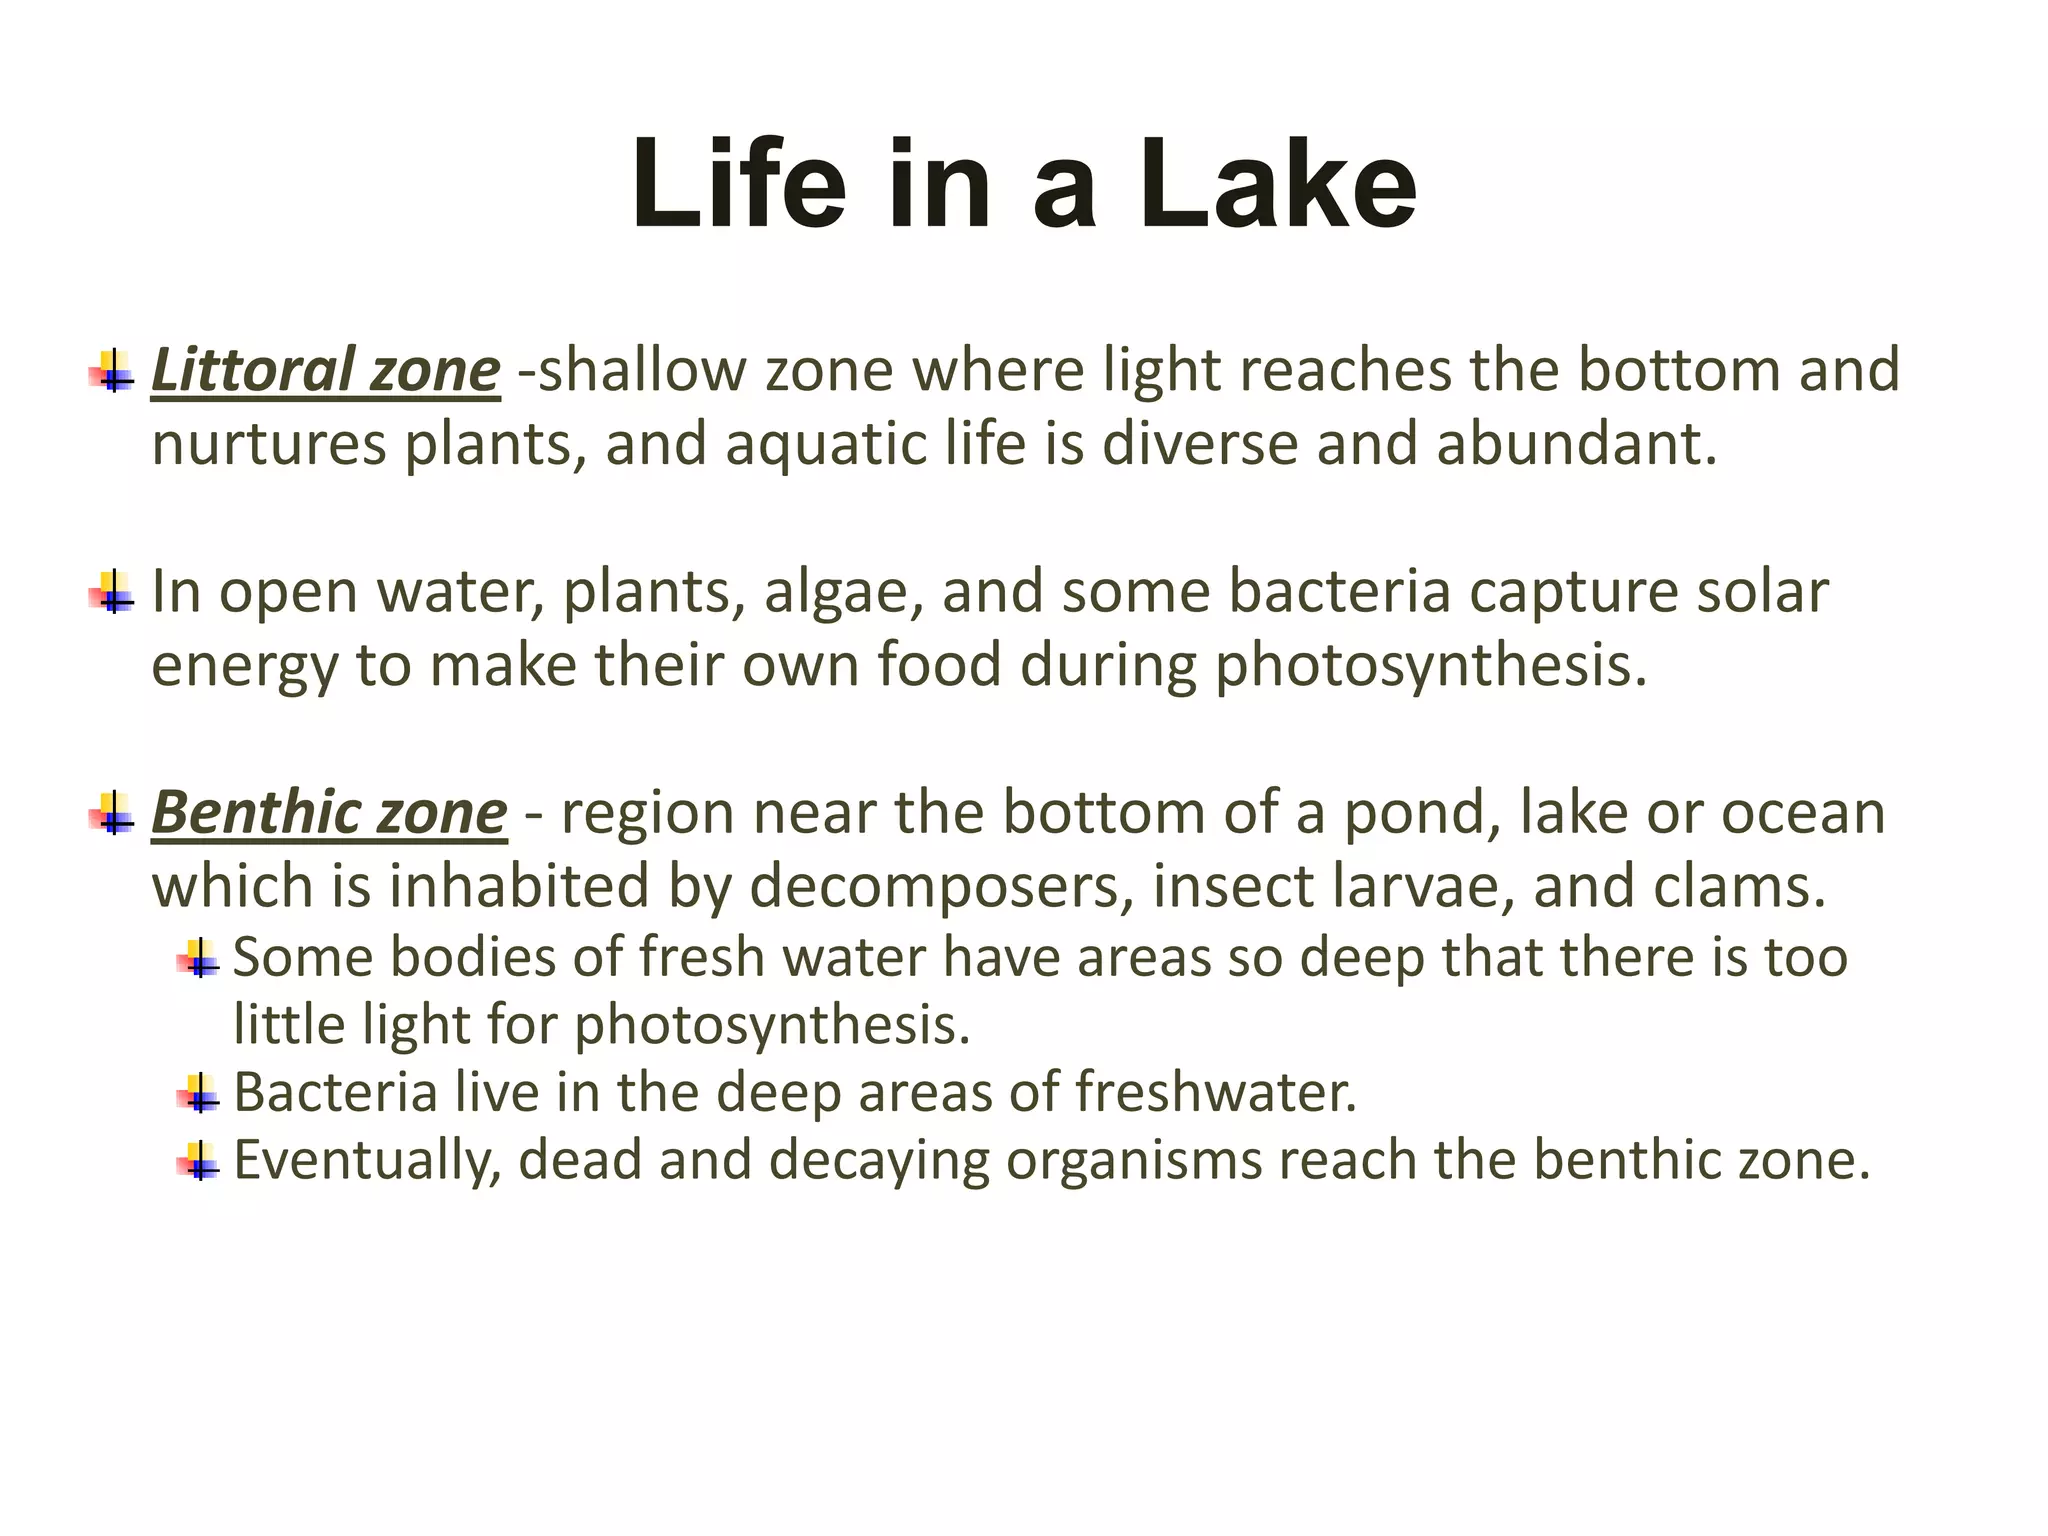 Life in a Lake
Littoral zone -shallow zone where light reaches the bottom and
nurtures plants, and aquatic life is diverse and abundant.
In open water, plants, algae, and some bacteria capture solar
energy to make their own food during photosynthesis.
Benthic zone - region near the bottom of a pond, lake or ocean
which is inhabited by decomposers, insect larvae, and clams.
Some bodies of fresh water have areas so deep that there is too
little light for photosynthesis.
Bacteria live in the deep areas of freshwater.
Eventually, dead and decaying organisms reach the benthic zone.